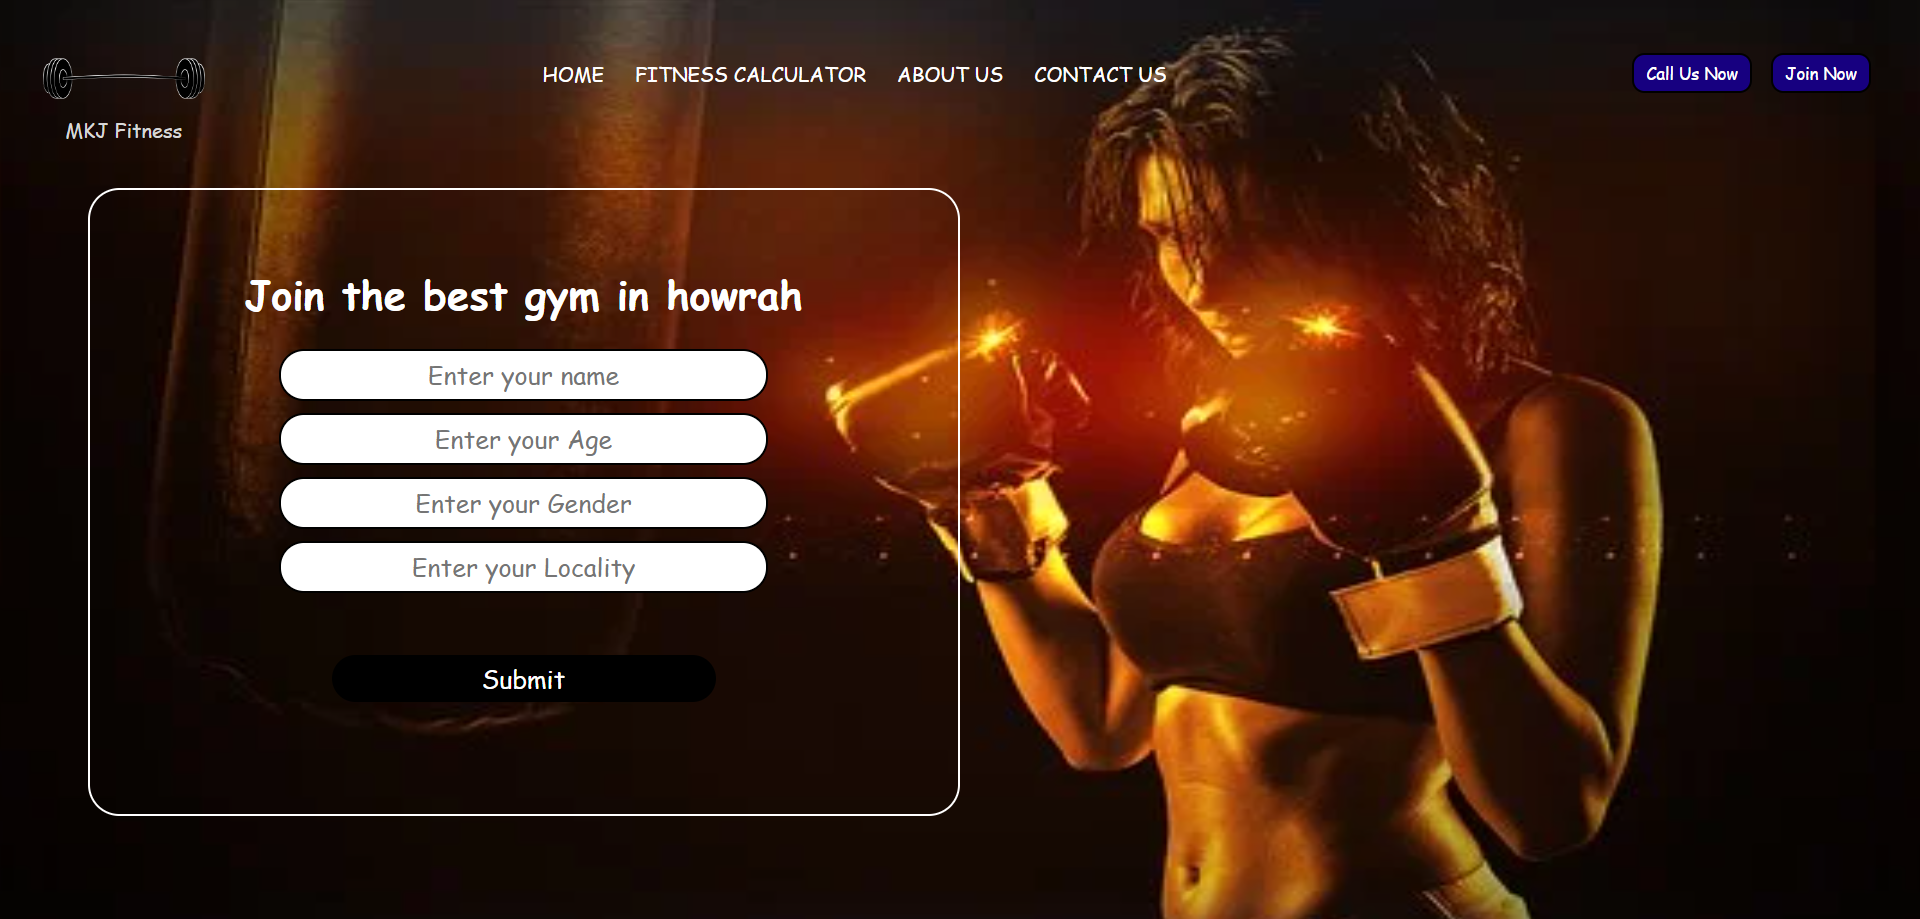 HOME FITNESS CALCULATOR ABOUT US CONTACT US
Call Us Now Join Now
MKJ Fitness
Join the best gym in howrah
Enter your name
Enter your Age
Enter your Gender
Enter your Locality
Submit